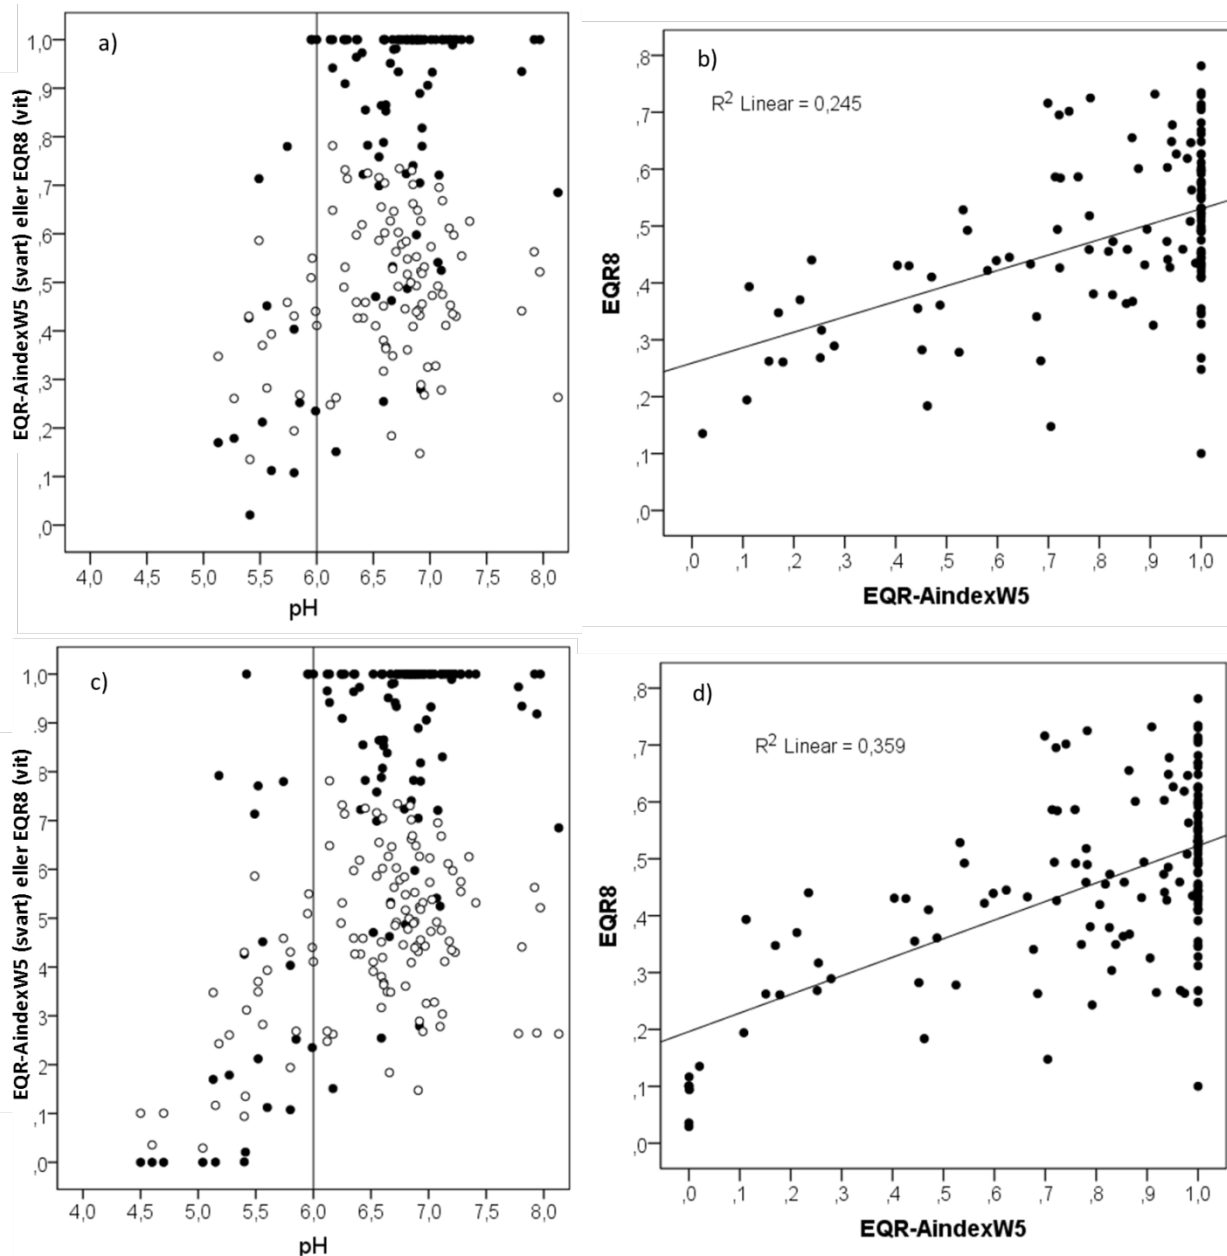 a)
EQR-AindexW5 (svart) eller EQR8 (vit)
1,0
,9
,8
,7
,6
,5
,4
,3
,2
,1
,0
4,0 4,5 5,0 5,5 6,0 6,5 7,0 7,5 8,0
pH
b)
R² Linear = 0,245
EQR8
,8
,7
,6
,5
,4
,3
,2
,1
,0
,0 ,1 ,2 ,3 ,4 ,5 ,6 ,7 ,8 ,9 1,0
EQR-AindexW5
c)
EQR-AindexW5 (svart) eller EQR8 (vit)
1,0
,9
,8
,7
,6
,5
,4
,3
,2
,1
,0
4,0 4,5 5,0 5,5 6,0 6,5 7,0 7,5 8,0
pH
d)
R² Linear = 0,359
EQR8
,8
,7
,6
,5
,4
,3
,2
,1
,0
,0 ,1 ,2 ,3 ,4 ,5 ,6 ,7 ,8 ,9 1,0
EQR-AindexW5